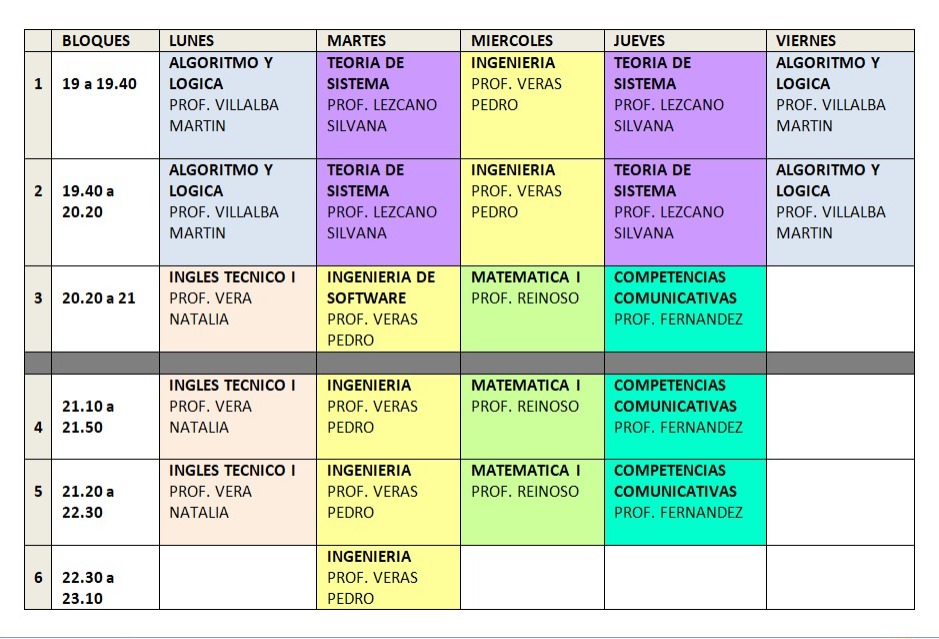 BLOQUES LUNES MARTES MIERCOLES JUEVES VIERNES
1
19 a 19.40
ALGORITMO Y
LOGICA
PROF. VILLALBA
MARTIN
TEORIA DE
SISTEMA
PROF. LEZCANO
SILVANA
INGENIERIA
PROF. VERAS
PEDRO
TEORIA DE
SISTEMA
PROF. LEZCANO
SILVANA
ALGORITMO Y
LOGICA
PROF. VILLALBA
MARTIN
2
19.40 a
20.20
ALGORITMO Y
LOGICA
PROF. VILLALBA
MARTIN
TEORIA DE
SISTEMA
PROF. LEZCANO
SILVANA
INGENIERIA
PROF. VERAS
PEDRO
TEORIA DE
SISTEMA
PROF. LEZCANO
SILVANA
ALGORITMO Y
LOGICA
PROF. VILLALBA
MARTIN
3
20.20 a 21
INGLES TECNICO I
PROF. VERA
NATALIA
INGENIERIA DE
SOFTWARE
PROF. VERAS
PEDRO
MATEMATICA I
PROF. REINOSO
COMPETENCIAS
COMUNICATIVAS
PROF. FERNANDEZ
4
21.10 a
21.50
INGLES TECNICO I
PROF. VERA
NATALIA
INGENIERIA
PROF. VERAS
PEDRO
MATEMATICA I
PROF. REINOSO
COMPETENCIAS
COMUNICATIVAS
PROF. FERNANDEZ
5
21.20 a
22.30
INGLES TECNICO I
PROF. VERA
NATALIA
INGENIERIA
PROF. VERAS
PEDRO
MATEMATICA I
PROF. REINOSO
COMPETENCIAS
COMUNICATIVAS
PROF. FERNANDEZ
6
22.30 a
23.10
INGENIERIA
PROF. VERAS
PEDRO